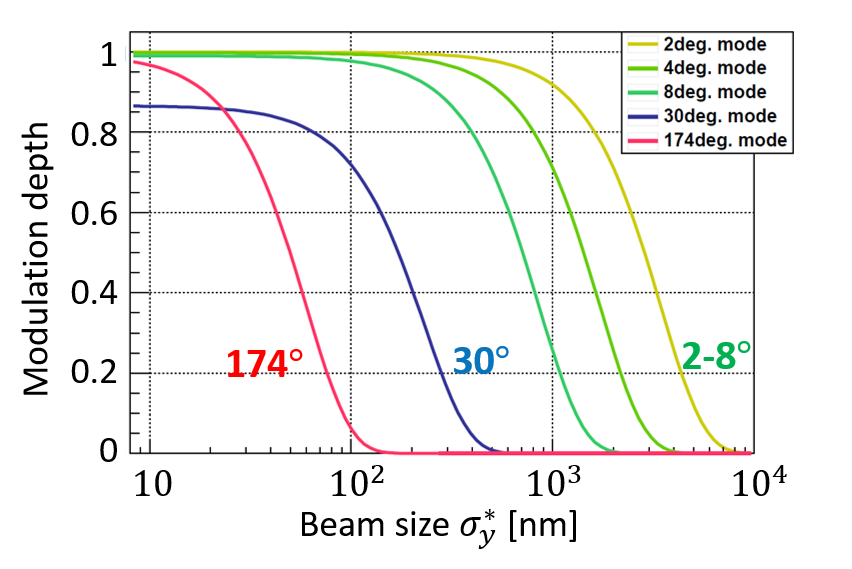 2deg. mode
4deg. mode
8deg. mode
30deg. mode
174deg. mode
Modulation depth
1
0.8
0.6
0.4
0.2
0
174°
30°
2-8°
10 10² 10³ 10⁴
Beam size σ*y [nm]